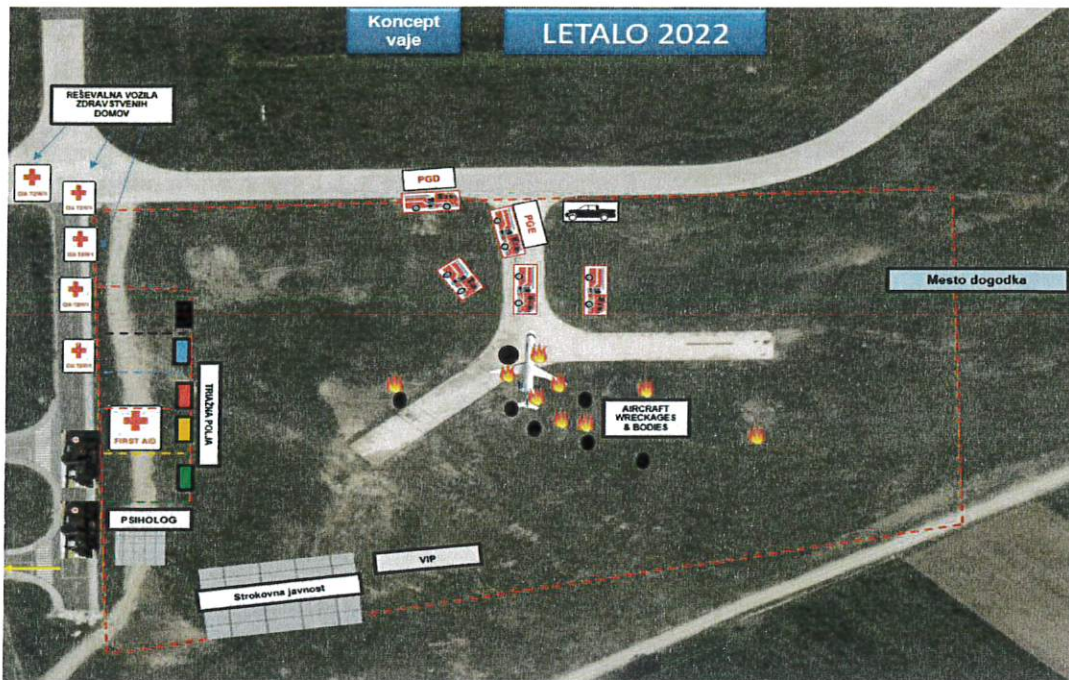 Koncept
vaje
LETALO 2022
REŠEVALNA VOZILA
ZDRAVSTVENIH
DOMOV
PGD
PGE
Mesto dogodka
TRIAŽNA POLJA
AIRCRAFT
WRECKAGES
& BODIES
FIRST AID
PSIHOLOG
VIP
Strokovna javnost